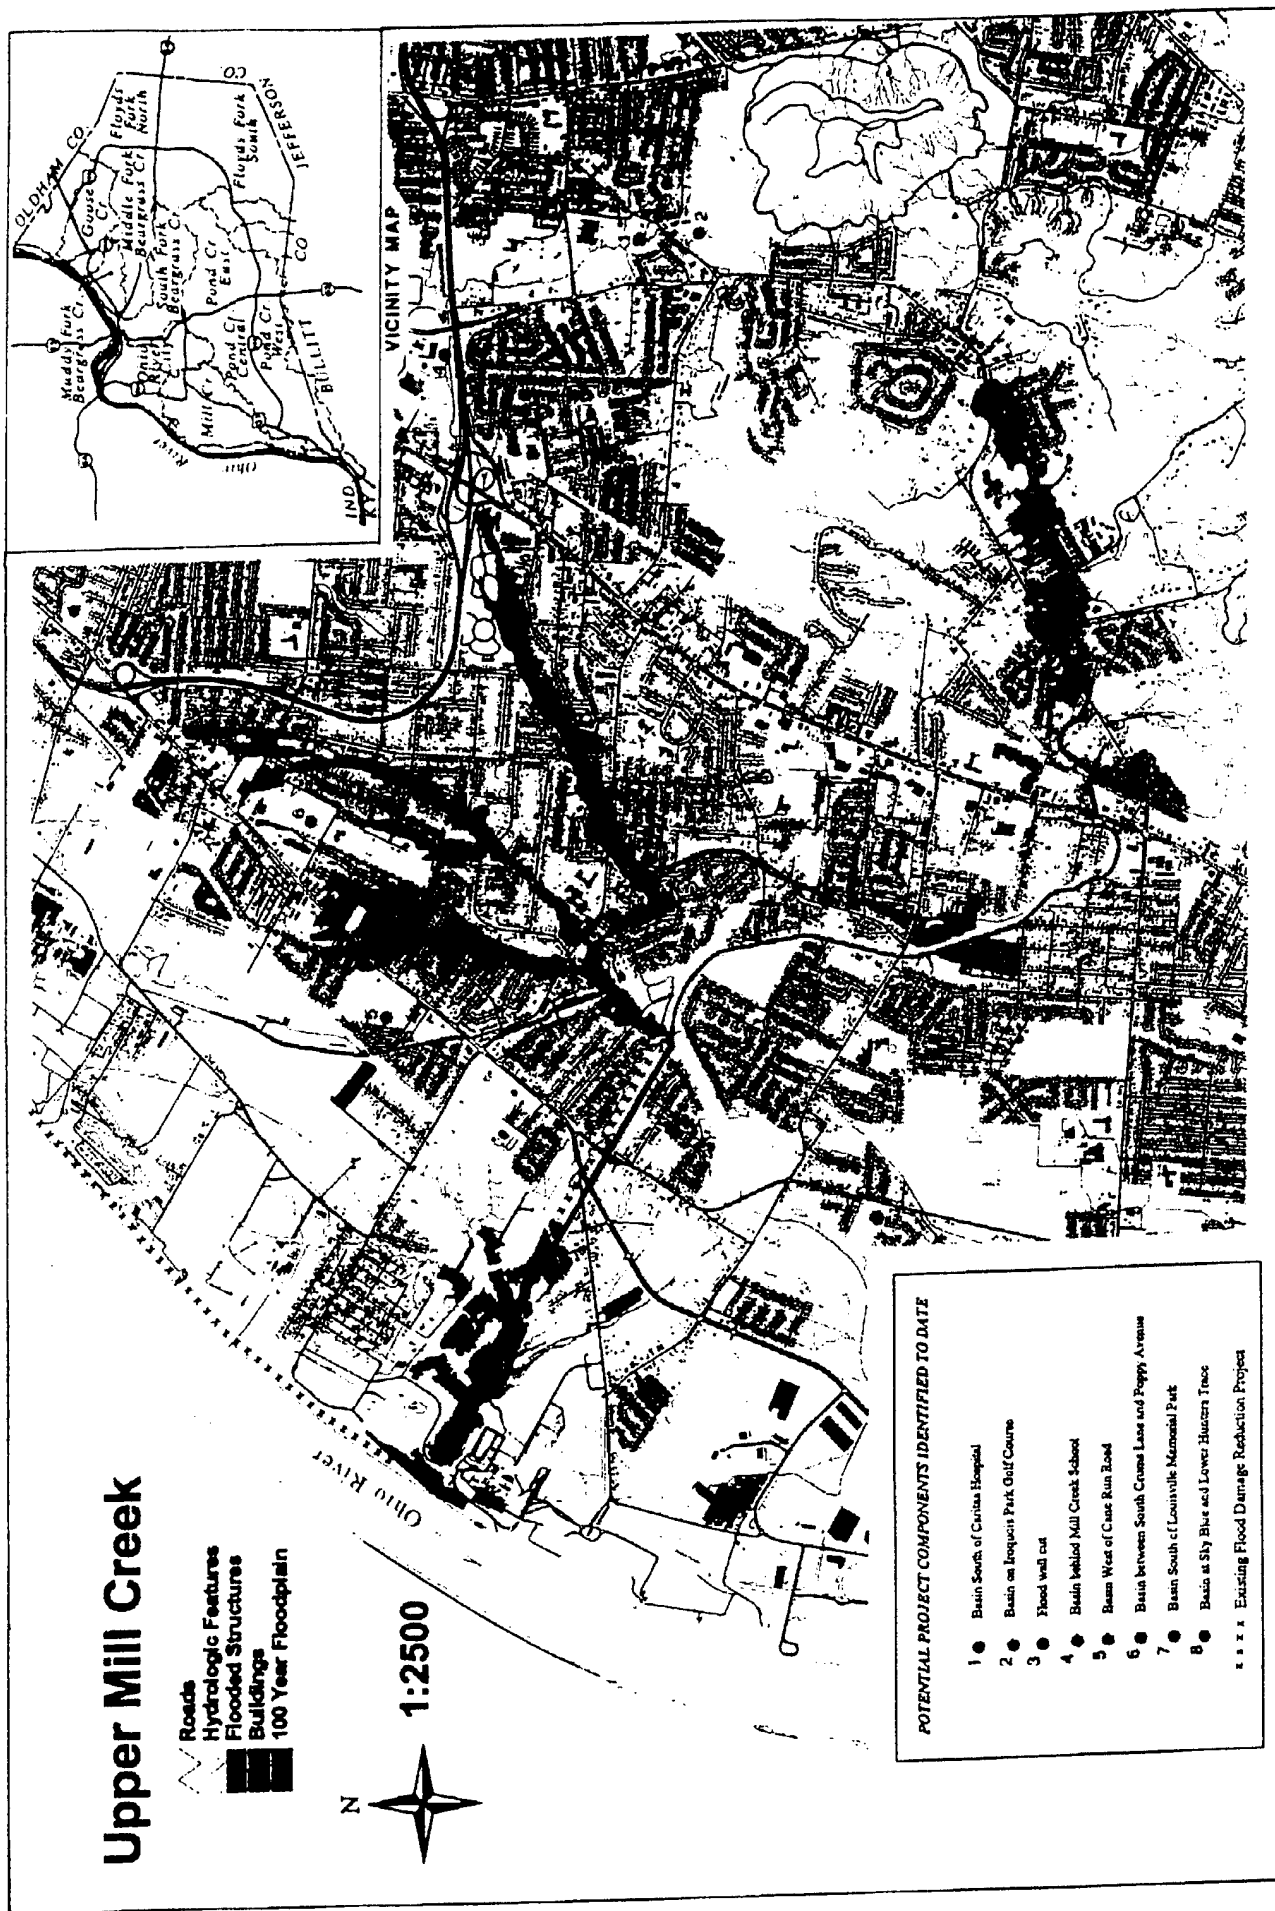 Upper Mill Creek
Roads
Hydrologic Features
Flooded Structures
Buildings
100 Year Floodplain
N
1:2500
Ohio River
VICINITY MAP
OLDHAM CO
CO
JEFFERSON
CO
BULLITT
IND
KY
Ohio River
Muddy Fork
Beargrass Cr
Goose
Cr
Floyds
Fork
North
Middle Fork
Beargrass Cr
South Fork
Beargrass Cr
Floyds Fork
South
Pond Cr
East
Pond Cr
Central
Pond Cr
West
Mill Cr
POTENTIAL PROJECT COMPONENTS IDENTIFIED TO DATE
1 Basin South of Caritas Hospital
2 Basin on Iroquois Park Golf Course
3 Flood wall cut
4 Basin behind Mill Creek School
5 Basin West of Cane Run Road
6 Basin between South Crums Lane and Poppy Avenue
7 Basin South of Louisville Memorial Park
8 Basin at Sky Blue and Lower Hunters Trace
x x x x Existing Flood Damage Reduction Project